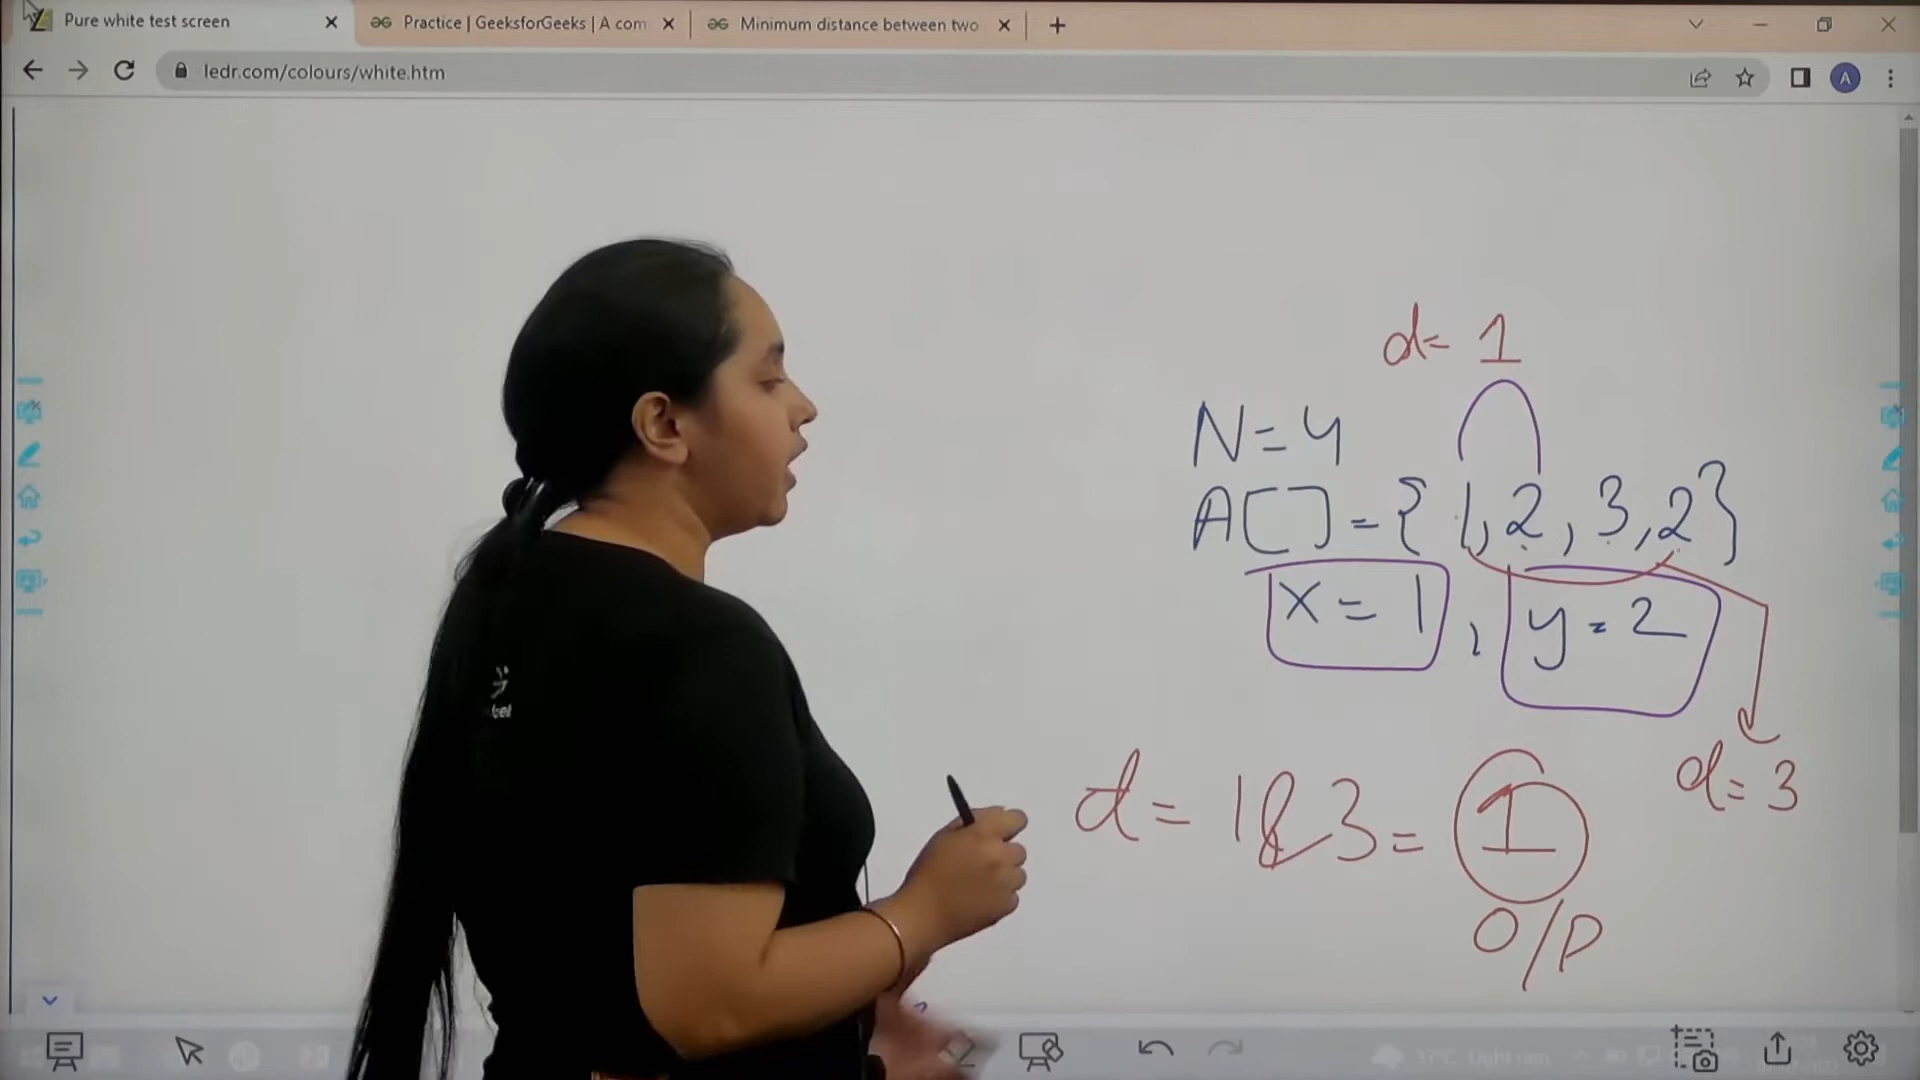 Pure white test screen
Practice | GeeksforGeeks | A com
Minimum distance between two
ledr.com/colours/white.htm
A
d= 1
N=4
A[]={1,2,3,2}
x=1, y=2
d=3
d= 1&3= 1
O/P